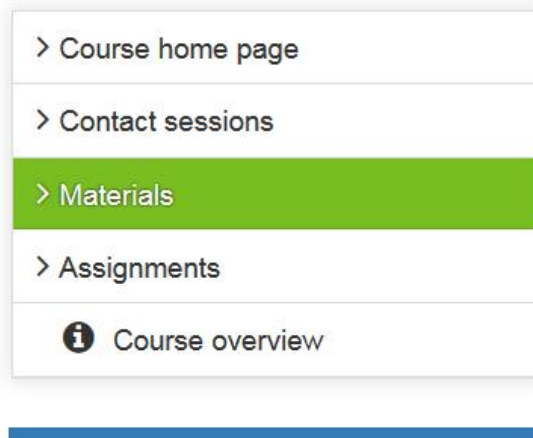 Course home page
Contact sessions
Materials
Assignments
Course overview